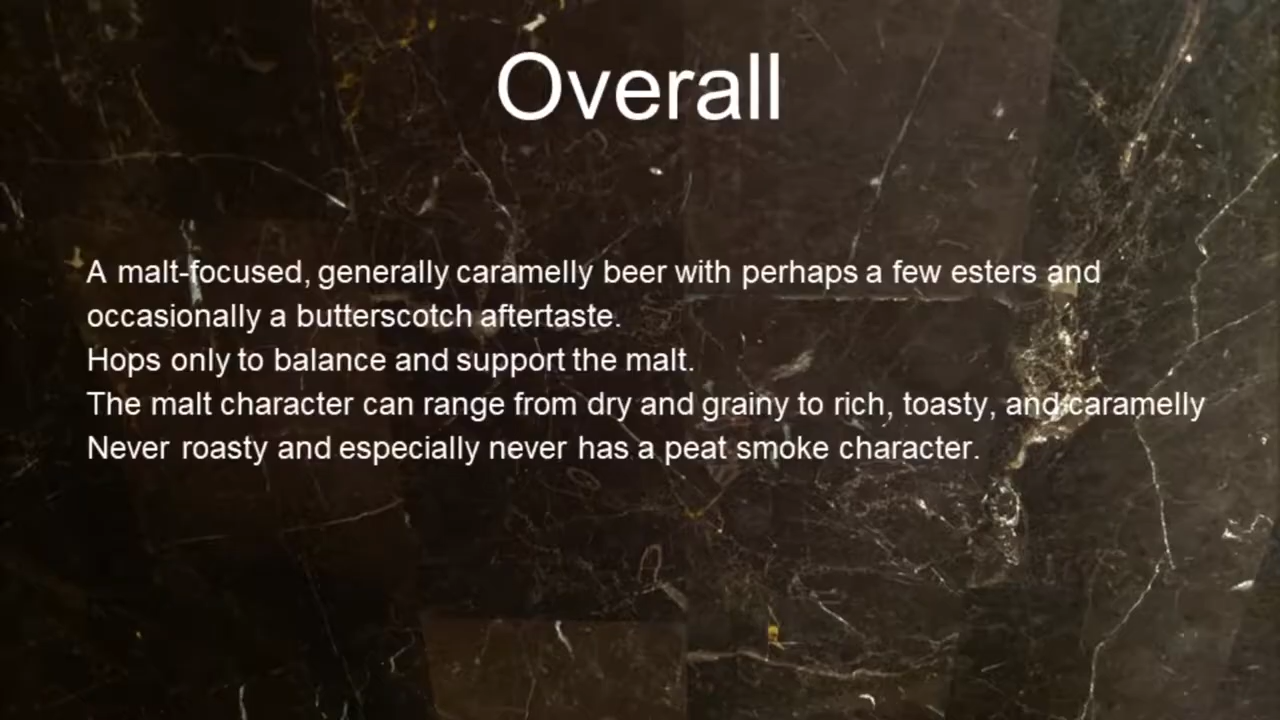 Overall
A malt-focused, generally caramelly beer with perhaps a few esters and
occasionally a butterscotch aftertaste.
Hops only to balance and support the malt.
The malt character can range from dry and grainy to rich, toasty, and caramelly
Never roasty and especially never has a peat smoke character.